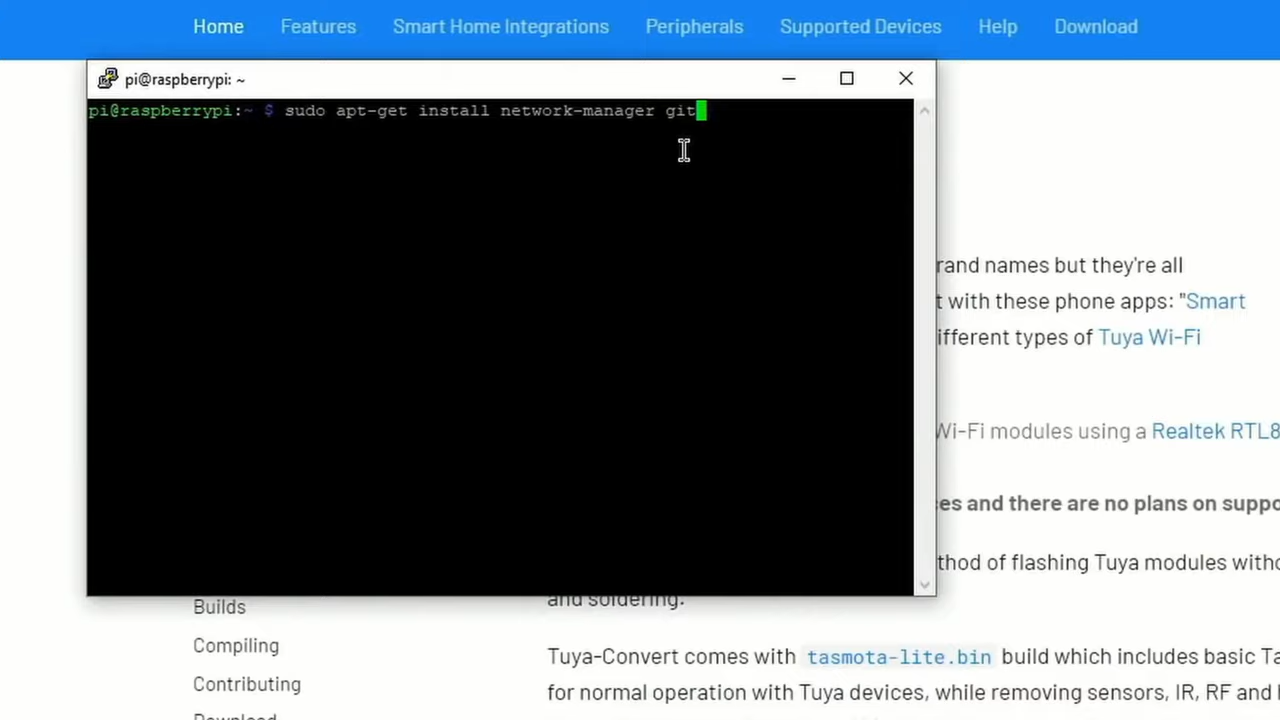 Home Features Smart Home Integrations Peripherals Supported Devices Help Download
pi@raspberrypi: ~
pi@raspberrypi:~ $ sudo apt-get install network-manager git
rand names but they're all
t with these phone apps: "Smart
ifferent types of Tuya Wi-Fi
Wi-Fi modules using a Realtek RTL8
es and there are no plans on suppo
thod of flashing Tuya modules witho
and soldering.
Builds
Compiling
Tuya-Convert comes with tasmota-lite.bin build which includes basic Ta
Contributing
for normal operation with Tuya devices, while removing sensors, IR, RF and
Download